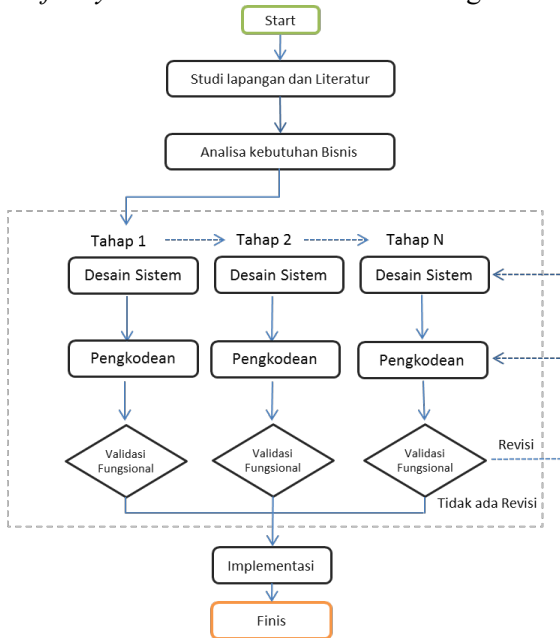 Start
Studi lapangan dan Literatur
Analisa kebutuhan Bisnis
Tahap 1
Tahap 2
Tahap N
Desain Sistem
Desain Sistem
Desain Sistem
Pengkodean
Pengkodean
Pengkodean
Validasi
Fungsional
Validasi
Fungsional
Validasi
Fungsional
Revisi
Tidak ada Revisi
Implementasi
Finis